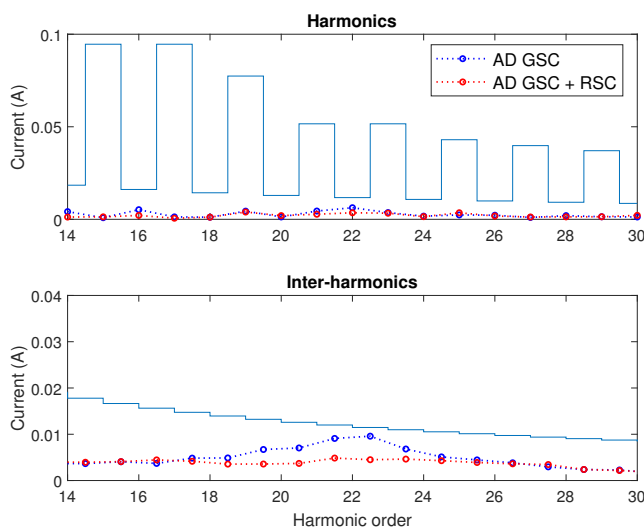 Harmonics
0.1
0.05
0
Current (A)
AD GSC
AD GSC + RSC
14 16 18 20 22 24 26 28 30
Inter-harmonics
0.04
0.03
0.02
0.01
0
Current (A)
14 16 18 20 22 24 26 28 30
Harmonic order